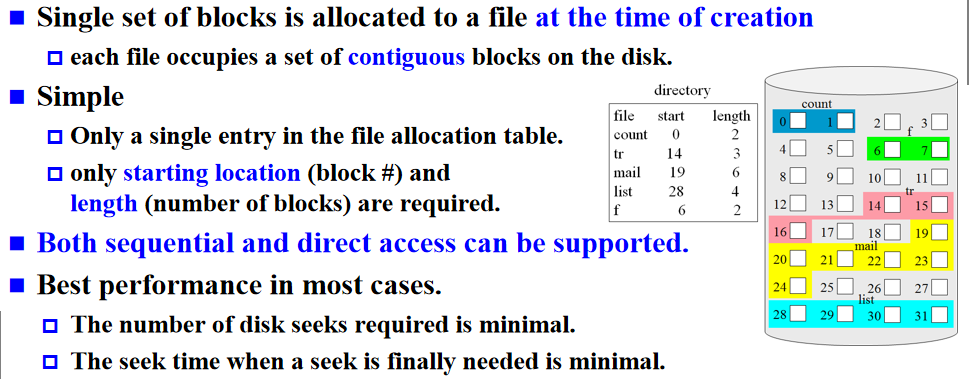 Single set of blocks is allocated to a file at the time of creation
each file occupies a set of contiguous blocks on the disk.
Simple
Only a single entry in the file allocation table.
only starting location (block #) and
length (number of blocks) are required.
Both sequential and direct access can be supported.
Best performance in most cases.
The number of disk seeks required is minimal.
The seek time when a seek is finally needed is minimal.
directory
file start length
count 0 2
tr 14 3
mail 19 6
list 28 4
f 6 2
count
0 1 2 3
f
4 5 6 7
8 9 10 11
tr
12 13 14 15
16 17 18 19
mail
20 21 22 23
24 25 26 27
list
28 29 30 31